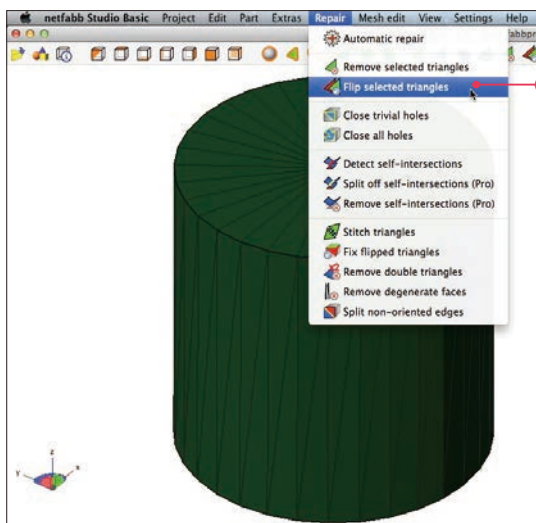 netfabb Studio Basic Project Edit Part Extras Repair Mesh edit View Settings Help
fabbpr
Automatic repair
Remove selected triangles
Flip selected triangles
Close trivial holes
Close all holes
Detect self-intersections
Split off self-intersections (Pro)
Remove self-intersections (Pro)
Stitch triangles
Fix flipped triangles
Remove double triangles
Remove degenerate faces
Split non-oriented edges
Z
Y
X